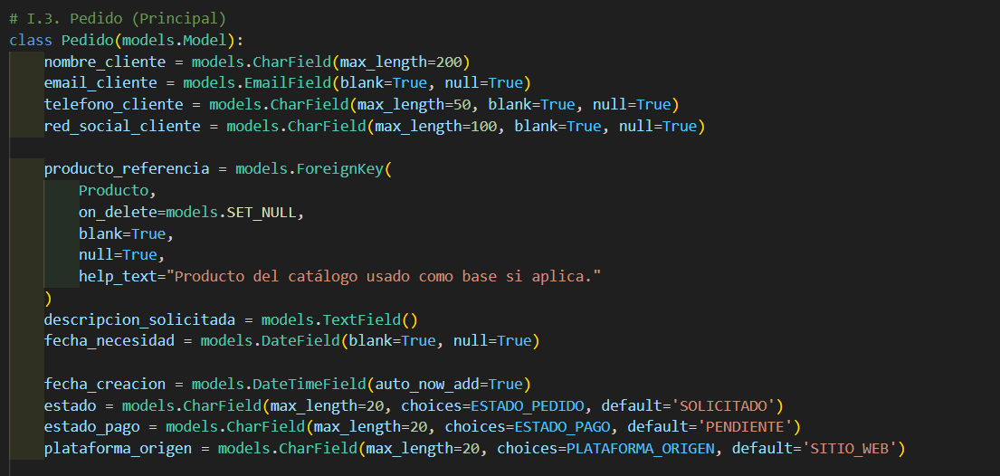 # I.3. Pedido (Principal)
class Pedido(models.Model):
    nombre_cliente = models.CharField(max_length=200)
    email_cliente = models.EmailField(blank=True, null=True)
    telefono_cliente = models.CharField(max_length=50, blank=True, null=True)
    red_social_cliente = models.CharField(max_length=100, blank=True, null=True)

    producto_referencia = models.ForeignKey(
        Producto,
        on_delete=models.SET_NULL,
        blank=True,
        null=True,
        help_text="Producto del catálogo usado como base si aplica."
    )
    descripcion_solicitada = models.TextField()
    fecha_necesidad = models.DateField(blank=True, null=True)

    fecha_creacion = models.DateTimeField(auto_now_add=True)
    estado = models.CharField(max_length=20, choices=ESTADO_PEDIDO, default='SOLICITADO')
    estado_pago = models.CharField(max_length=20, choices=ESTADO_PAGO, default='PENDIENTE')
    plataforma_origen = models.CharField(max_length=20, choices=PLATAFORMA_ORIGEN, default='SITIO_WEB')